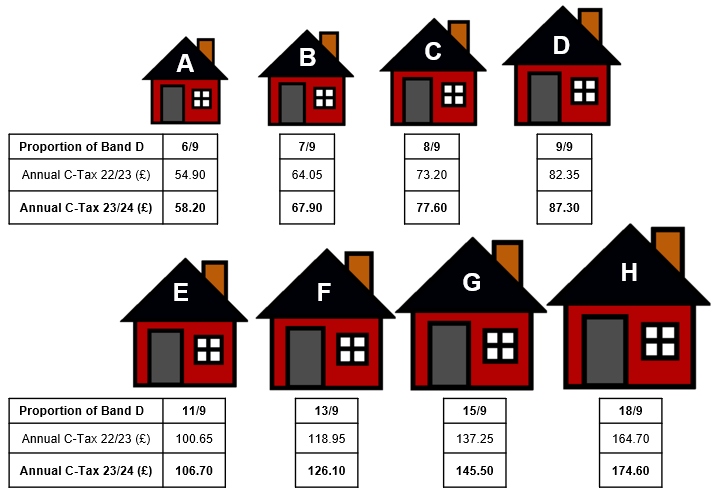 A B C D
Proportion of Band D 6/9 7/9 8/9 9/9
Annual C-Tax 22/23 (£) 54.90 64.05 73.20 82.35
Annual C-Tax 23/24 (£) 58.20 67.90 77.60 87.30
E F G H
Proportion of Band D 11/9 13/9 15/9 18/9
Annual C-Tax 22/23 (£) 100.65 118.95 137.25 164.70
Annual C-Tax 23/24 (£) 106.70 126.10 145.50 174.60